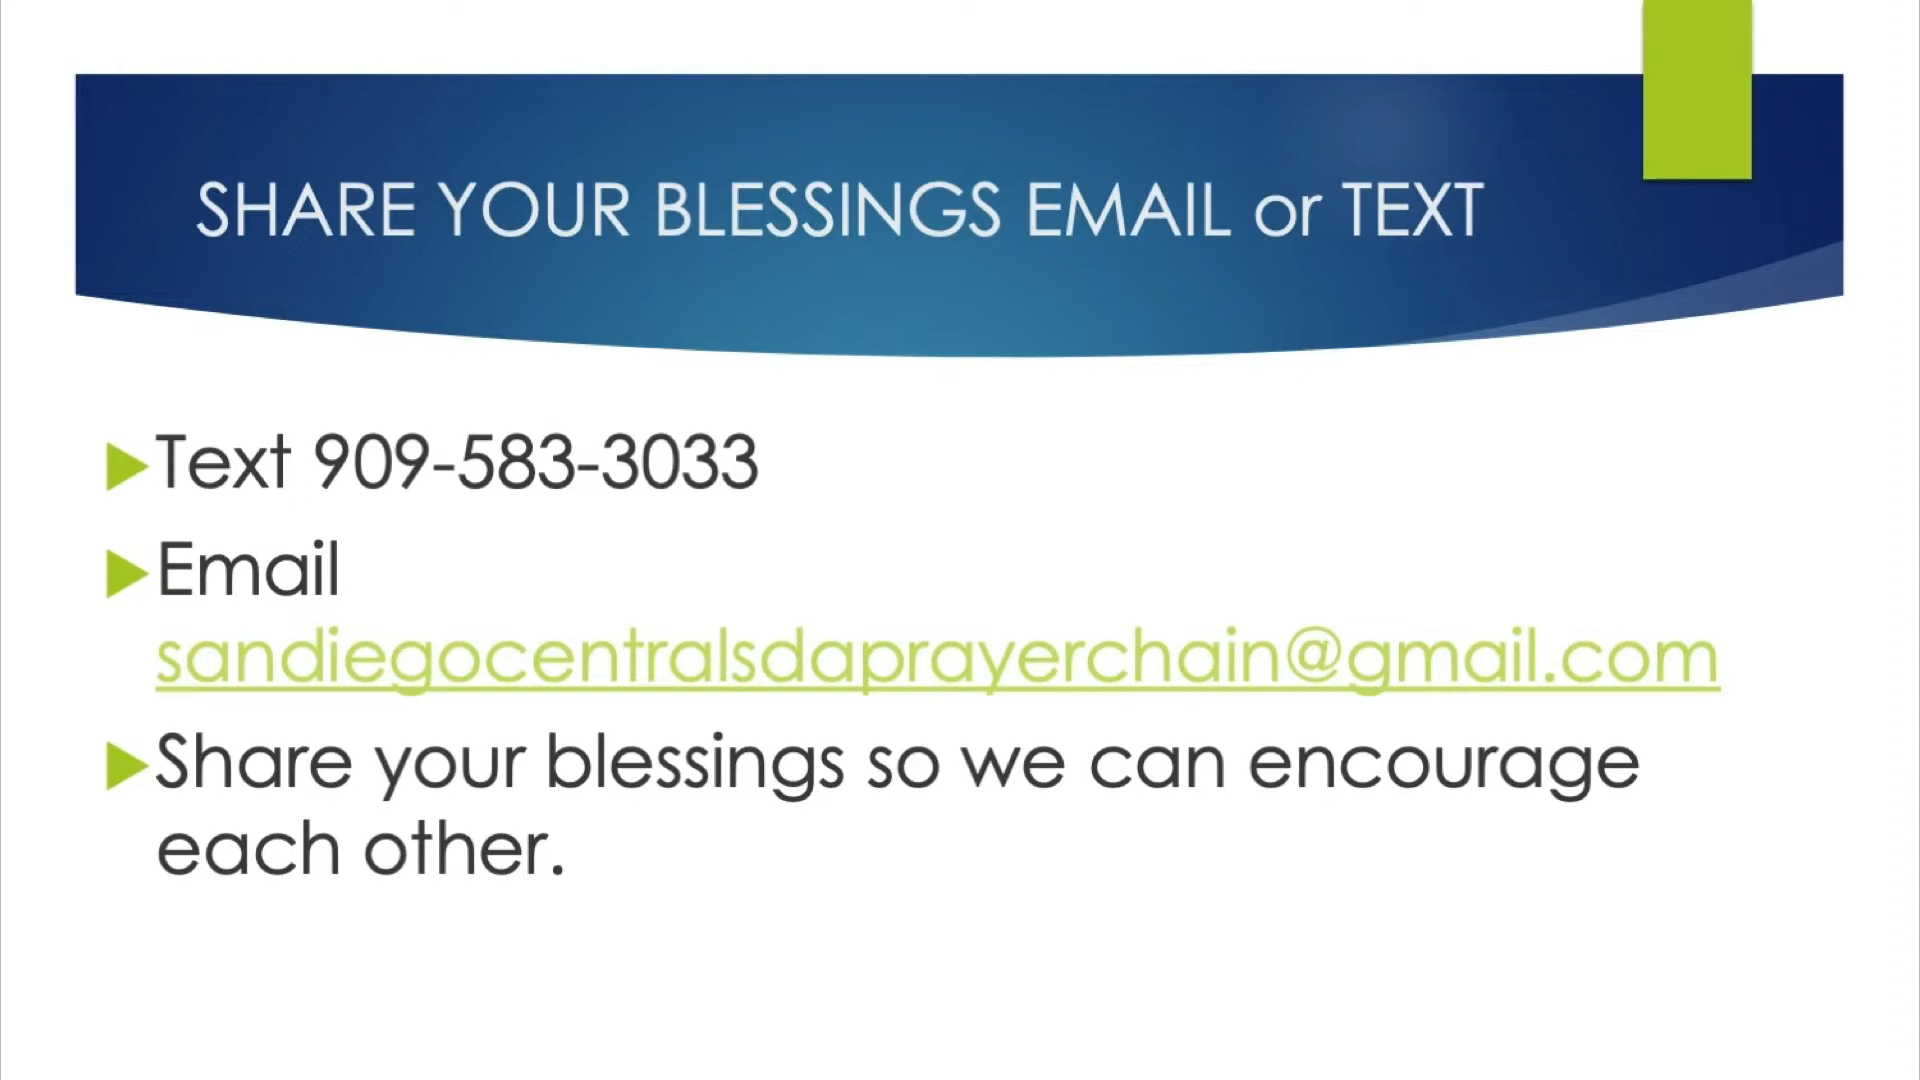 SHARE YOUR BLESSINGS EMAIL or TEXT
Text 909-583-3033
Email
sandiegocentralsdaprayerchain@gmail.com
Share your blessings so we can encourage
each other.